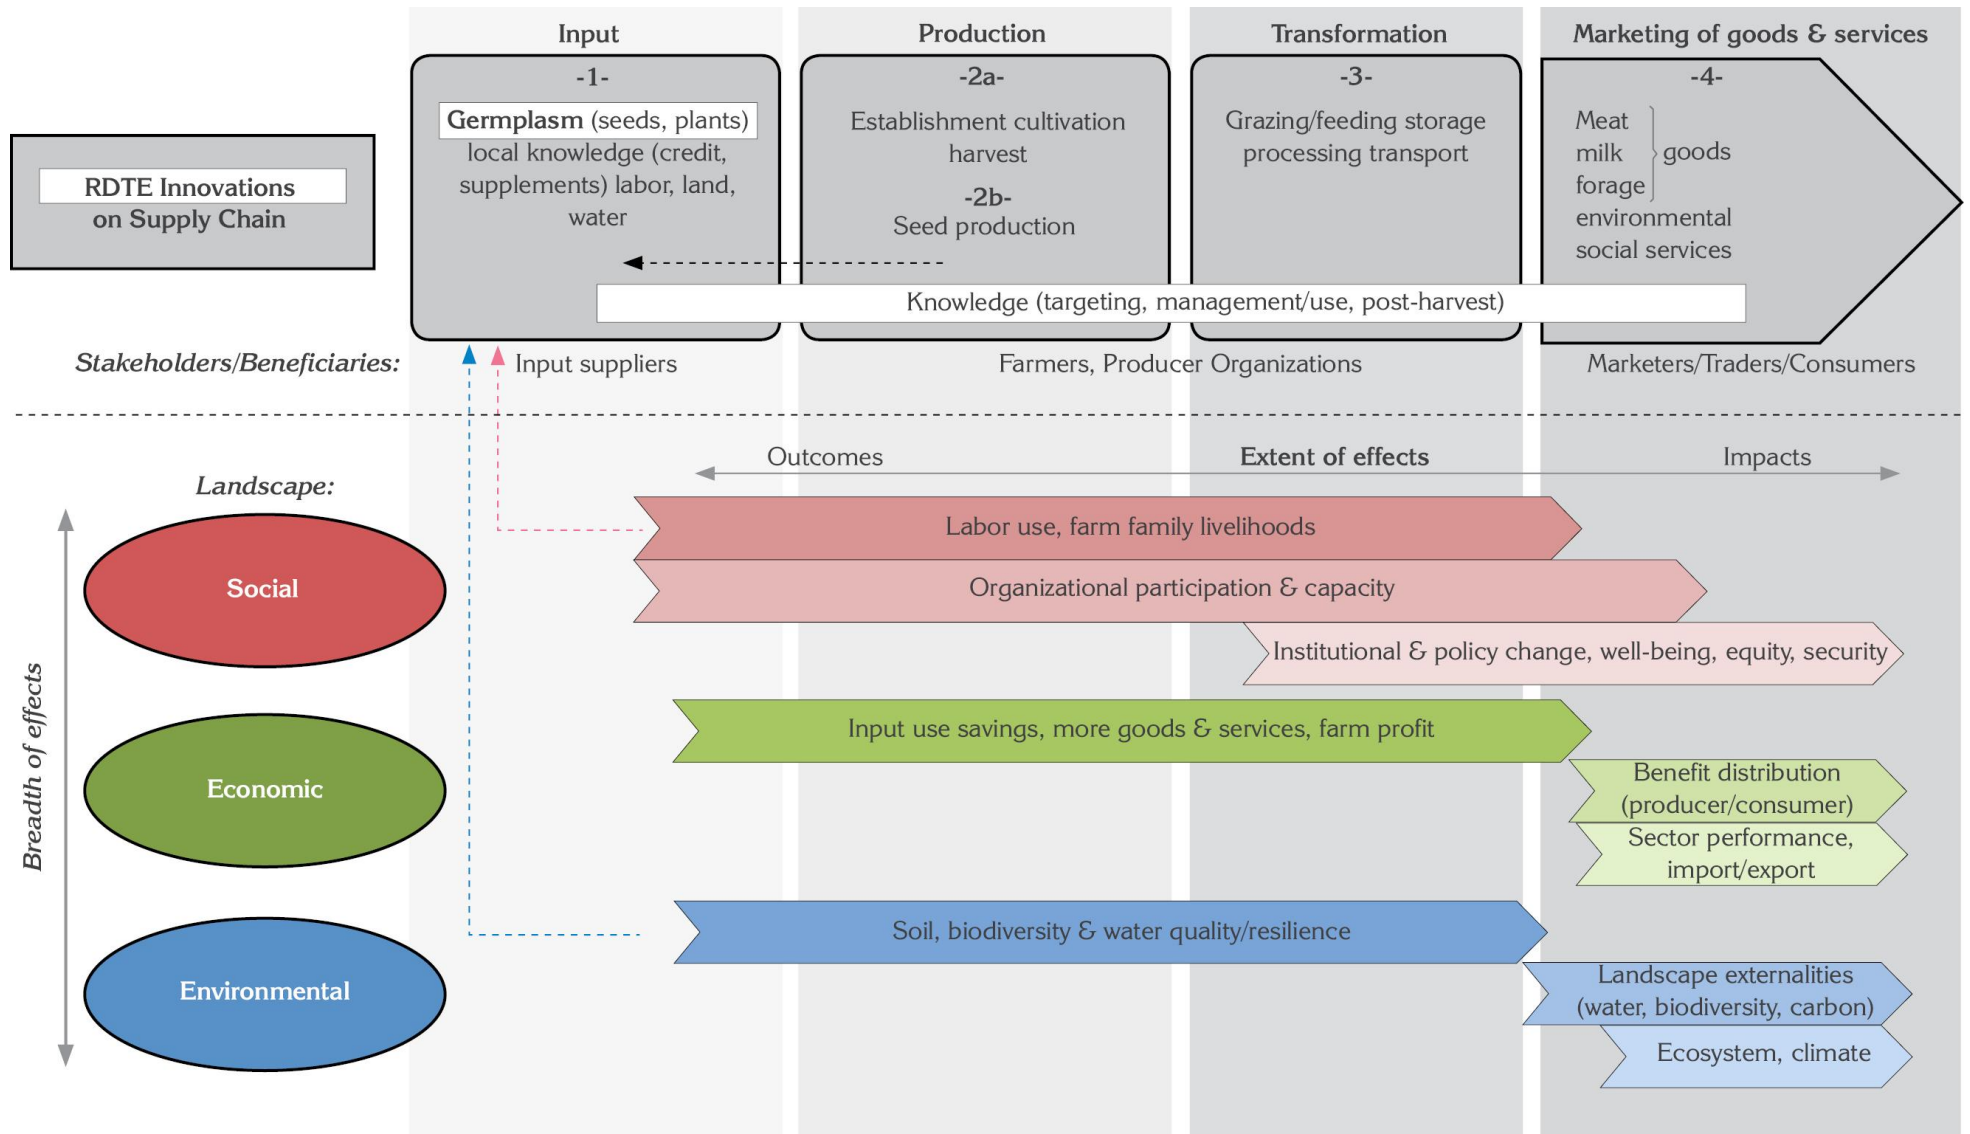 Input
Production
Transformation
Marketing of goods & services
RDTE Innovations
on Supply Chain
-1-
Germplasm (seeds, plants)
local knowledge (credit,
supplements) labor, land,
water
-2a-
Establishment cultivation
harvest
-2b-
Seed production
-3-
Grazing/feeding storage
processing transport
-4-
Meat
milk
forage
goods
environmental
social services
Knowledge (targeting, management/use, post-harvest)
Stakeholders/Beneficiaries:
Input suppliers
Farmers, Producer Organizations
Marketers/Traders/Consumers
Outcomes
Extent of effects
Impacts
Landscape:
Breadth of effects
Social
Labor use, farm family livelihoods
Organizational participation & capacity
Institutional & policy change, well-being, equity, security
Economic
Input use savings, more goods & services, farm profit
Benefit distribution
(producer/consumer)
Sector performance,
import/export
Environmental
Soil, biodiversity & water quality/resilience
Landscape externalities
(water, biodiversity, carbon)
Ecosystem, climate